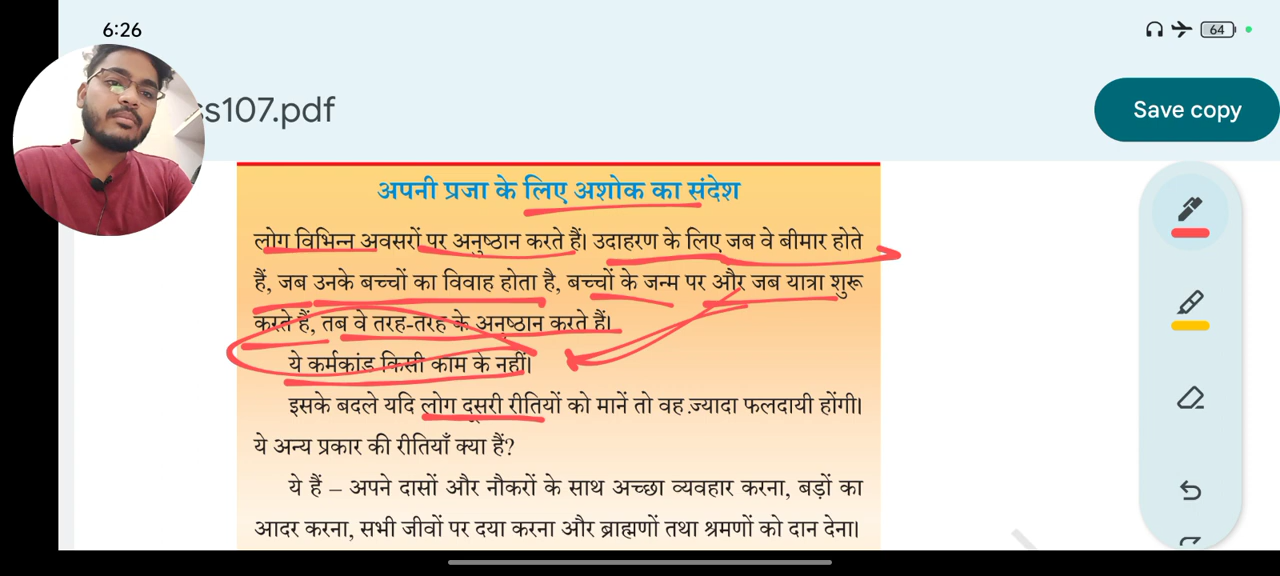 6:26
64
ss107.pdf
Save copy
अपनी प्रजा के लिए अशोक का संदेश
लोग विभिन्न अवसरों पर अनुष्ठान करते हैं। उदाहरण के लिए जब वे बीमार होते
हैं, जब उनके बच्चों का विवाह होता है, बच्चों के जन्म पर और जब यात्रा शुरू
करते हैं, तब वे तरह-तरह के अनुष्ठान करते हैं।
ये कर्मकांड किसी काम के नहीं।
इसके बदले यदि लोग दूसरी रीतियों को मानें तो वह ज़्यादा फलदायी होंगी।
ये अन्य प्रकार की रीतियाँ क्या हैं?
ये हैं – अपने दासों और नौकरों के साथ अच्छा व्यवहार करना, बड़ों का
आदर करना, सभी जीवों पर दया करना और ब्राह्मणों तथा श्रमणों को दान देना।